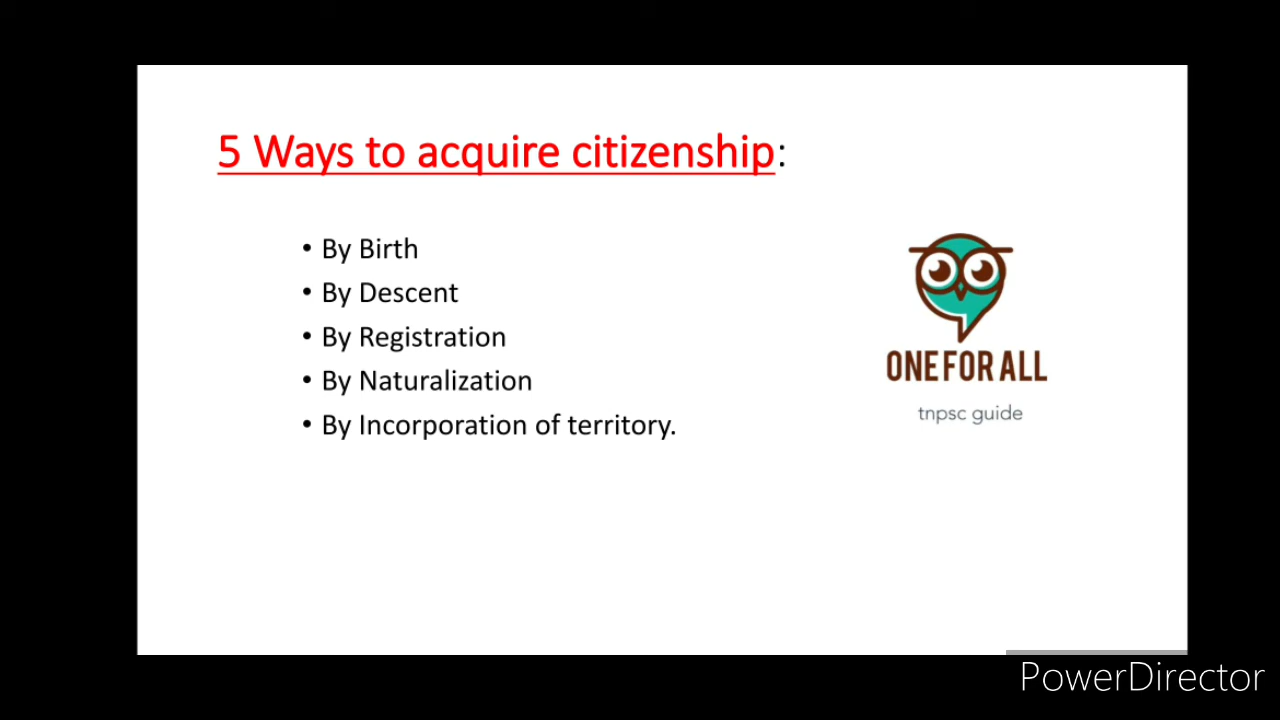 5 Ways to acquire citizenship:
• By Birth
• By Descent
• By Registration
• By Naturalization
• By Incorporation of territory.
ONE FOR ALL
tnpsc guide
PowerDirector